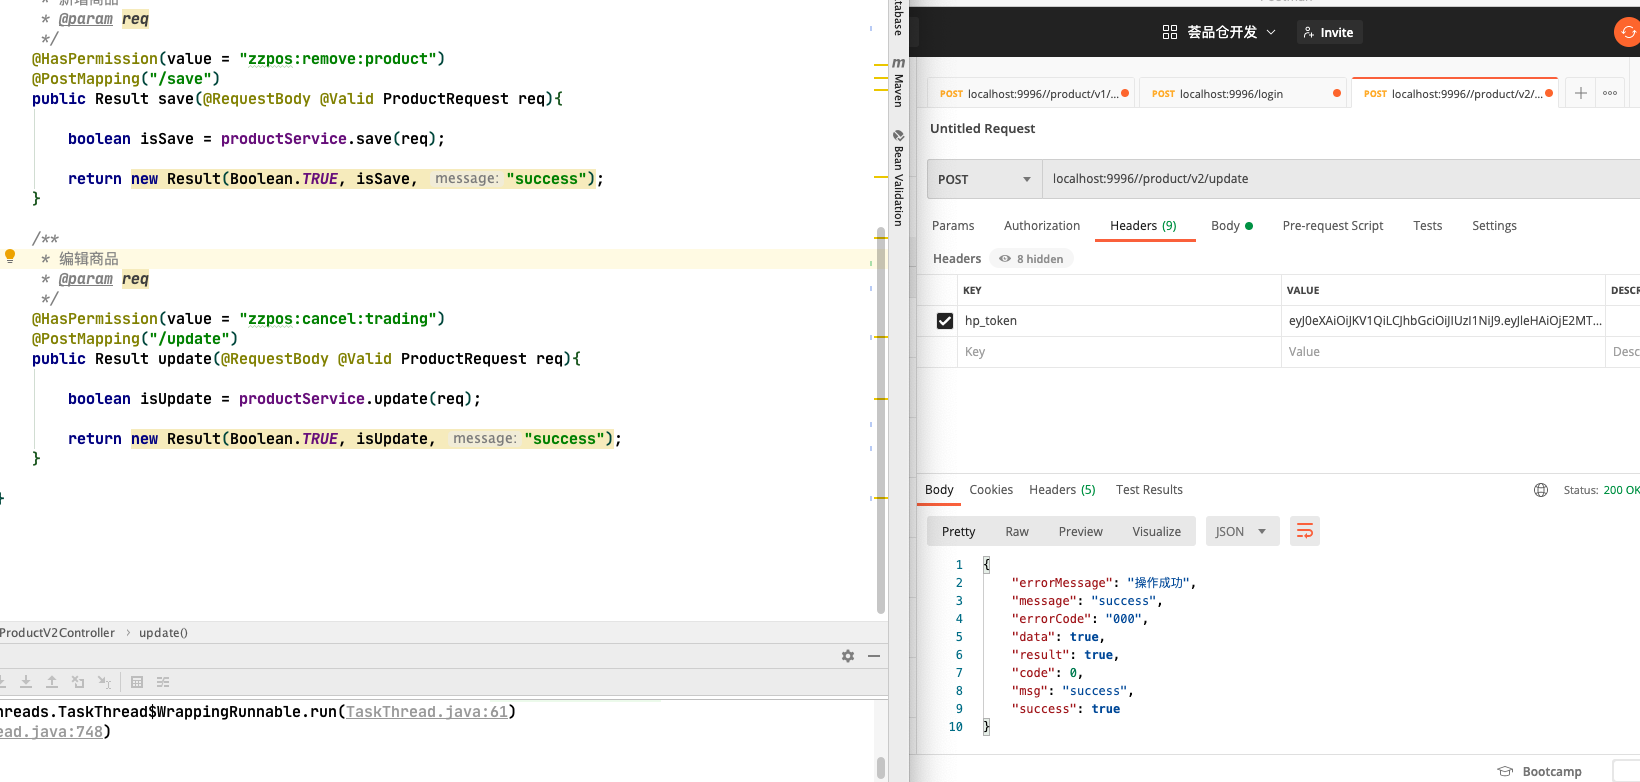 * 新增商品
* @param req
*/
@HasPermission(value = "zzpos:remove:product")
@PostMapping("/save")
public Result save(@RequestBody @Valid ProductRequest req){
boolean isSave = productService.save(req);
return new Result(Boolean.TRUE, isSave, message: "success");
}
/**
* 编辑商品
* @param req
*/
@HasPermission(value = "zzpos:cancel:trading")
@PostMapping("/update")
public Result update(@RequestBody @Valid ProductRequest req){
boolean isUpdate = productService.update(req);
return new Result(Boolean.TRUE, isUpdate, message: "success");
}
}
ProductV2Controller › update()
hreads.TaskThread$WrappingRunnable.run(TaskThread.java:61)
ead.java:748)
tabase
m Maven
Bean Validation
荟品仓开发
Invite
POST localhost:9996//product/v1/...
POST localhost:9996/login
POST localhost:9996//product/v2/...
Untitled Request
POST localhost:9996//product/v2/update
Params Authorization Headers (9) Body Pre-request Script Tests Settings
Headers 8 hidden
KEY VALUE DESCR
hp_token eyJ0eXAiOiJKV1QiLCJhbGciOiJIUzI1NiJ9.eyJleHAiOjE2MT...
Key Value Desc
Body Cookies Headers (5) Test Results Status: 200 OK
Pretty Raw Preview Visualize JSON
1 {
2 "errorMessage": "操作成功",
3 "message": "success",
4 "errorCode": "000",
5 "data": true,
6 "result": true,
7 "code": 0,
8 "msg": "success",
9 "success": true
10 }
Bootcamp